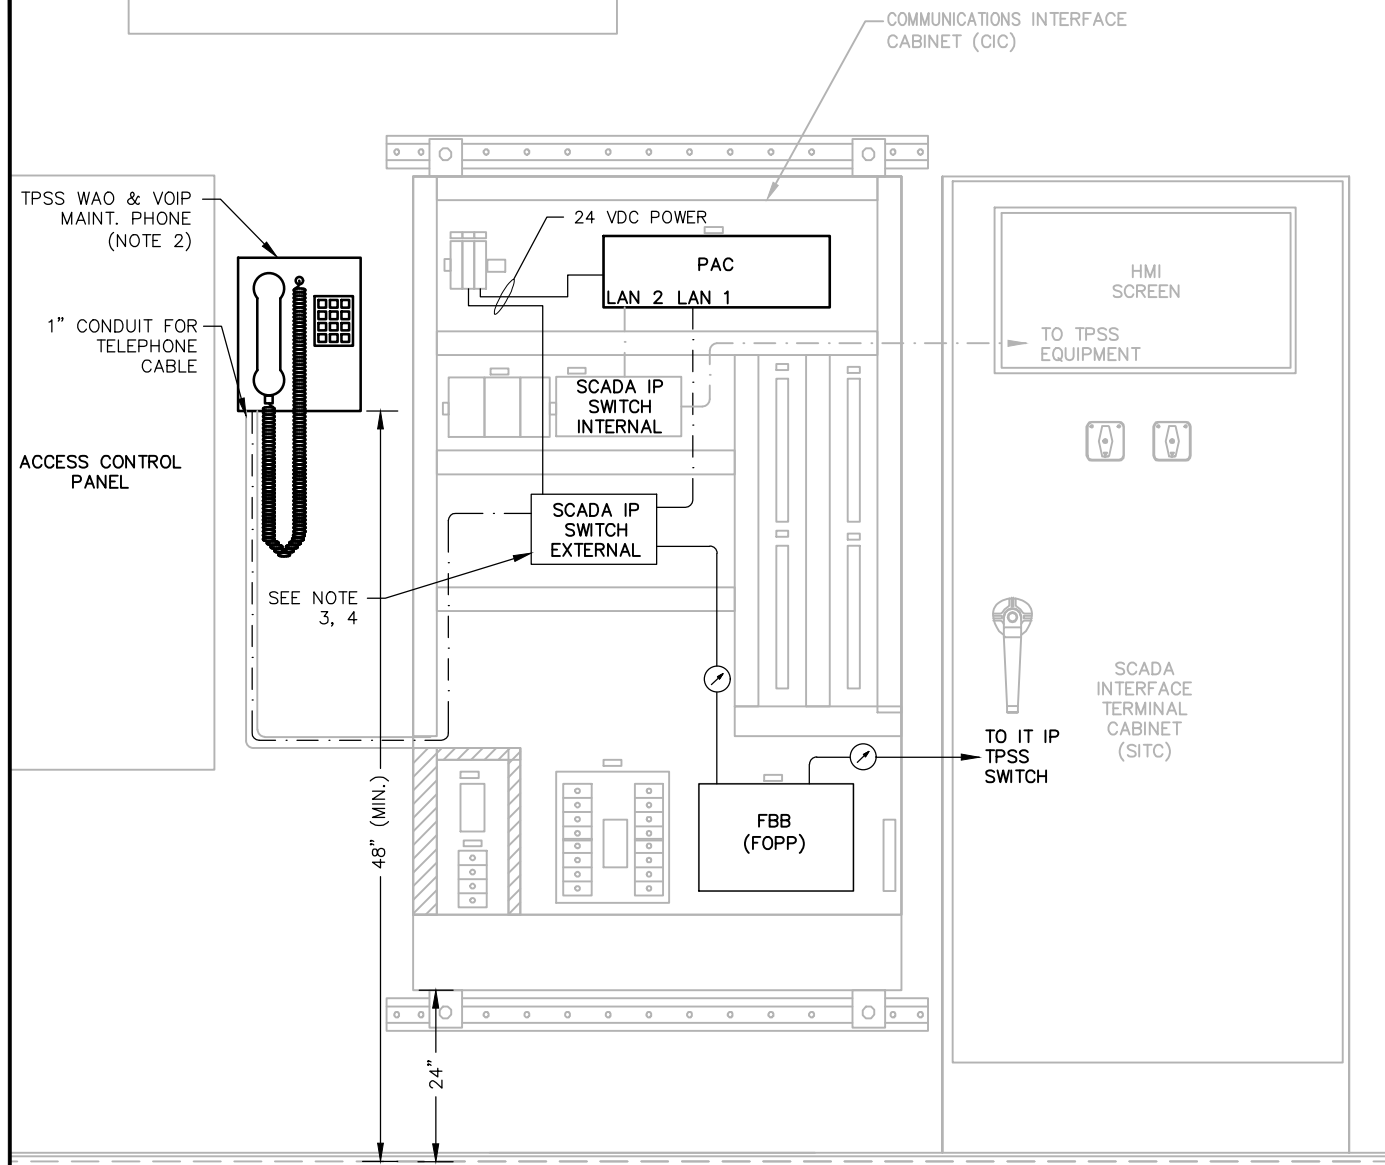 COMMUNICATIONS INTERFACE
CABINET (CIC)
TPSS WAO & VOIP
MAINT. PHONE
(NOTE 2)
24 VDC POWER
PAC
LAN 2 LAN 1
HMI
SCREEN
1" CONDUIT FOR
TELEPHONE
CABLE
TO TPSS
EQUIPMENT
SCADA IP
SWITCH
INTERNAL
ACCESS CONTROL
PANEL
SCADA IP
SWITCH
EXTERNAL
SEE NOTE
3, 4
SCADA
INTERFACE
TERMINAL
CABINET
(SITC)
TO IT IP
TPSS
SWITCH
48" (MIN.)
FBB
(FOPP)
24"